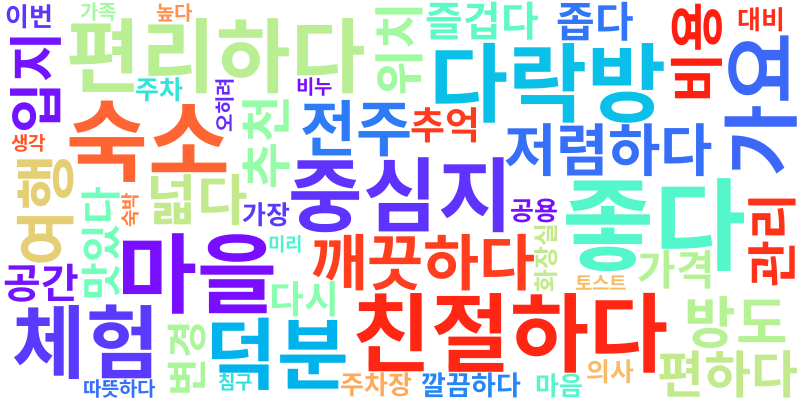 이번
가족
높다
편리하다
위치
즐겁다
좁다
비용
대비
입지
주차
비누
다락방
가요
오히려
생각
숙소
추천
전주
추억
저렴하다
여행
숙박
넓다
가장
중심지
공용
좋다
관리
맛있다
마을
미리
깨끗하다
화장실
가격
공간
다시
토스트
체험
변경
덕분
친절하다
방도
편하다
따뜻하다
침구
주차장
깔끔하다
마음
의사